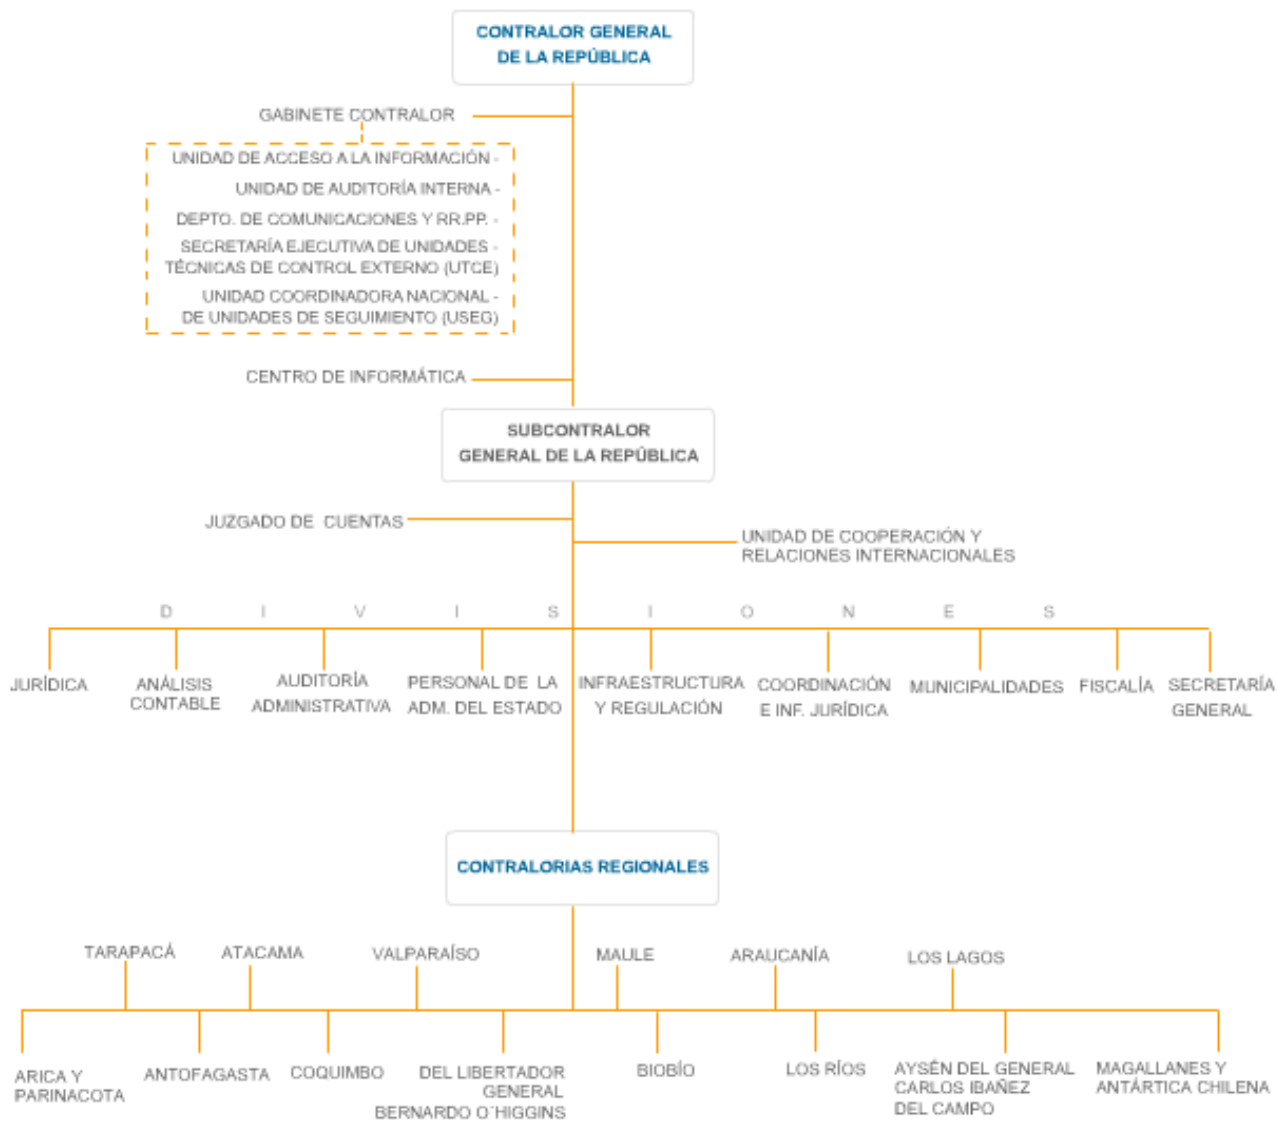 CONTRALOR GENERAL
DE LA REPÚBLICA
GABINETE CONTRALOR
UNIDAD DE ACCESO A LA INFORMACIÓN -
UNIDAD DE AUDITORÍA INTERNA -
DEPTO. DE COMUNICACIONES Y RR.PP. -
SECRETARÍA EJECUTIVA DE UNIDADES -
TÉCNICAS DE CONTROL EXTERNO (UTCE)
UNIDAD COORDINADORA NACIONAL -
DE UNIDADES DE SEGUIMIENTO (USEG)
CENTRO DE INFORMÁTICA
SUBCONTRALOR
GENERAL DE LA REPÚBLICA
JUZGADO DE CUENTAS
UNIDAD DE COOPERACIÓN Y
RELACIONES INTERNACIONALES
D I V I S I O N E S
JURÍDICA
ANÁLISIS
CONTABLE
AUDITORÍA
ADMINISTRATIVA
PERSONAL DE LA
ADM. DEL ESTADO
INFRAESTRUCTURA
Y REGULACIÓN
COORDINACIÓN
E INF. JURÍDICA
MUNICIPALIDADES
FISCALÍA
SECRETARÍA
GENERAL
CONTRALORIAS REGIONALES
TARAPACÁ
ATACAMA
VALPARAÍSO
MAULE
ARAUCANÍA
LOS LAGOS
ARICA Y
PARINACOTA
ANTOFAGASTA
COQUIMBO
DEL LIBERTADOR
GENERAL
BERNARDO O´HIGGINS
BIOBÍO
LOS RÍOS
AYSÉN DEL GENERAL
CARLOS IBAÑEZ
DEL CAMPO
MAGALLANES Y
ANTÁRTICA CHILENA